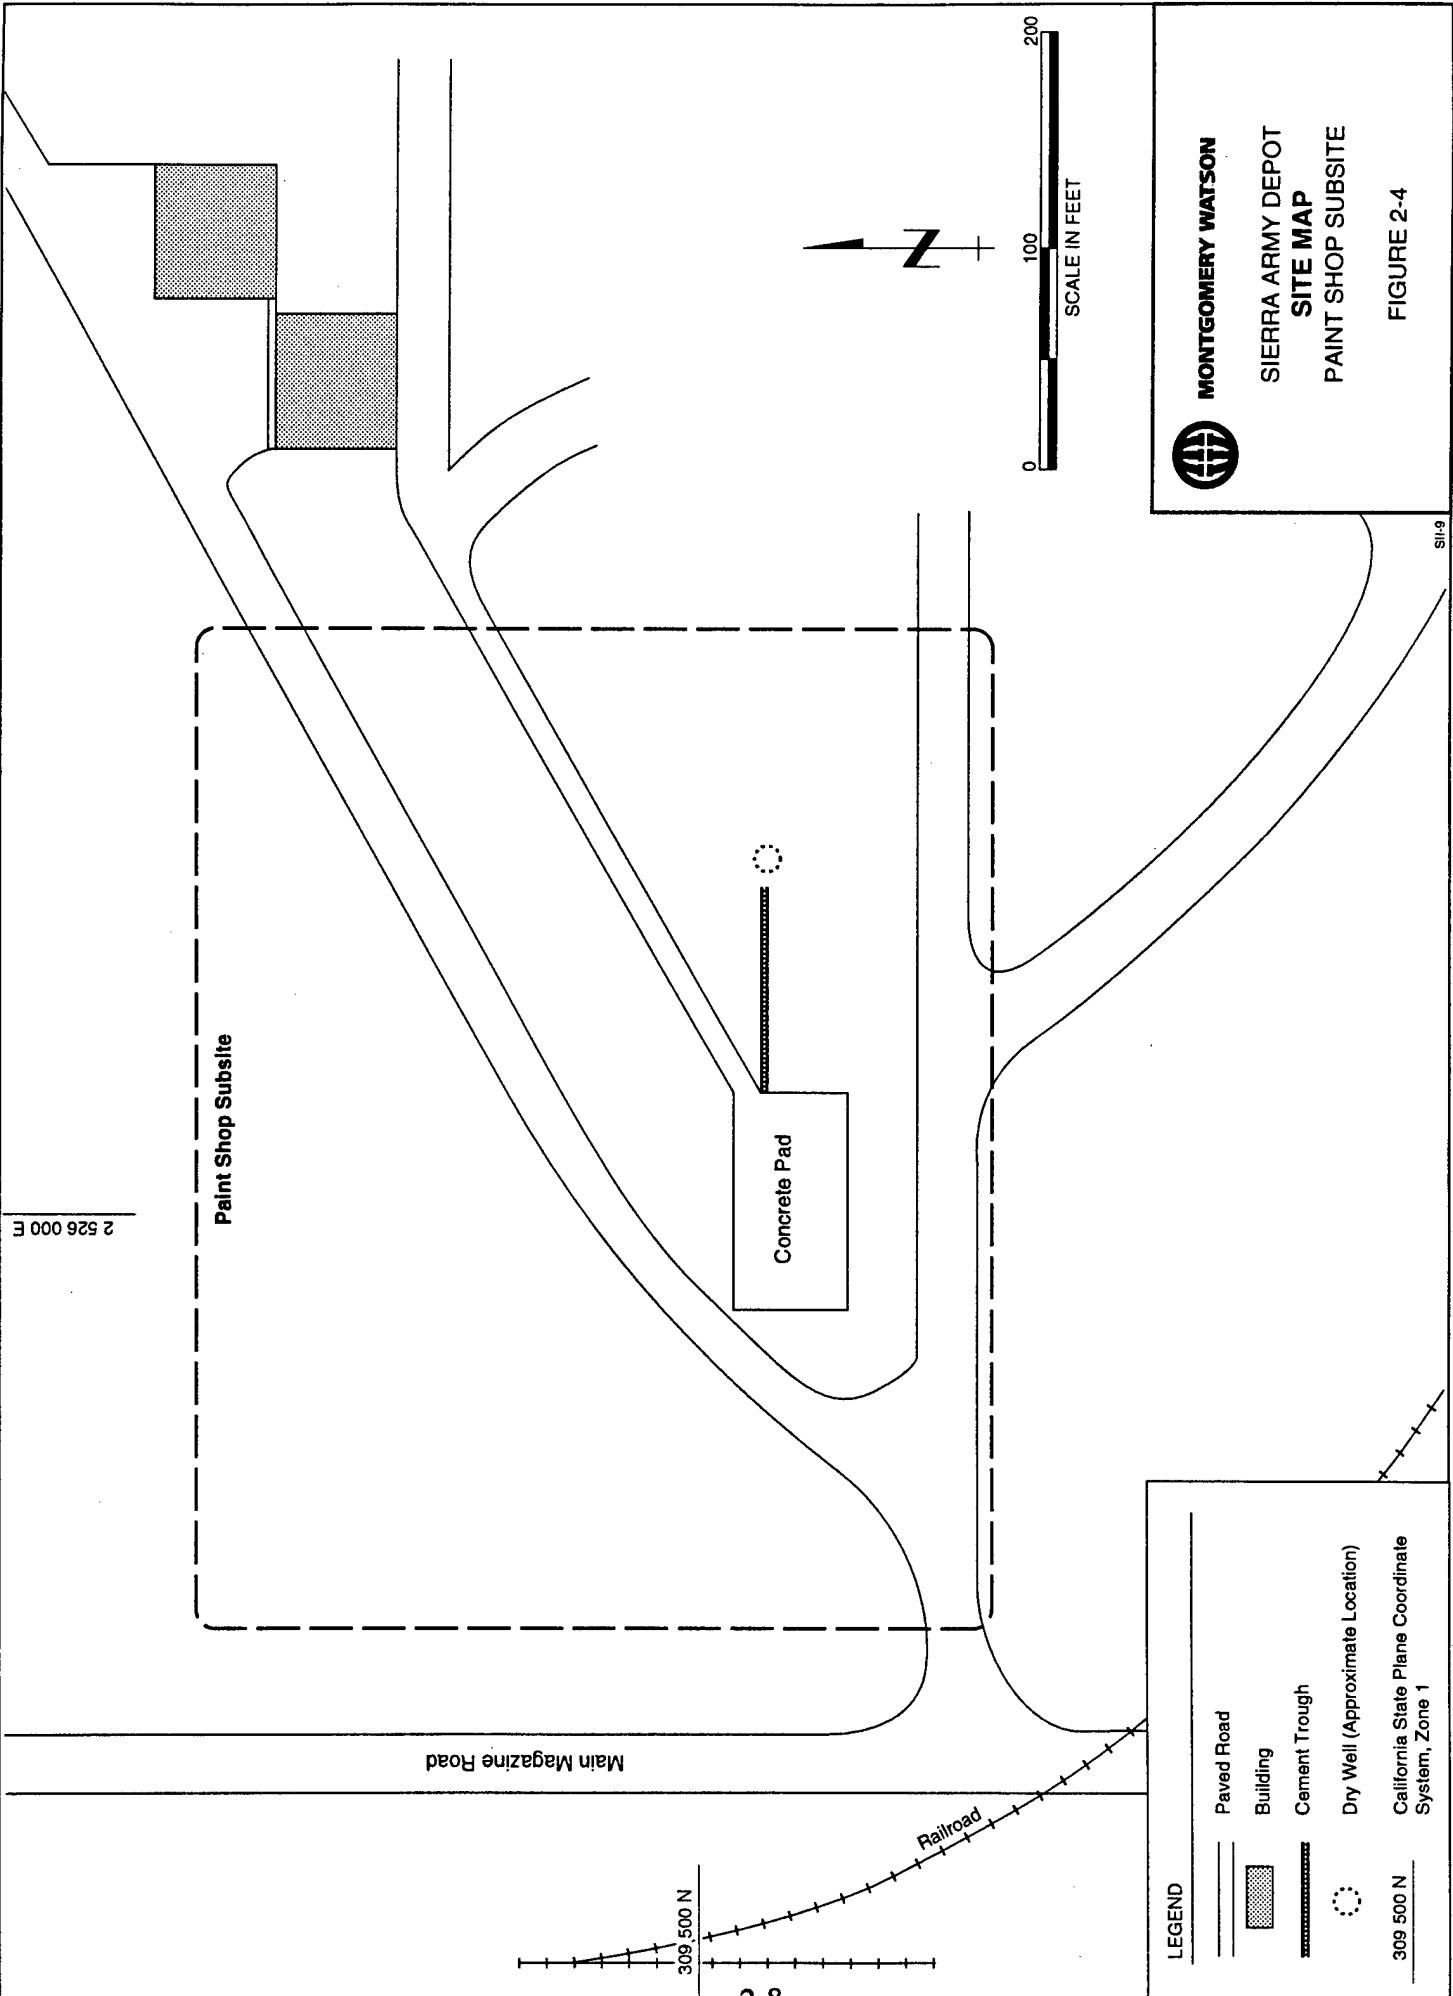 2 526 000 E
Paint Shop Subsite
Concrete Pad
Main Magazine Road
Railroad
309 500 N
N
0 100 200
SCALE IN FEET
LEGEND
Paved Road
Building
Cement Trough
Dry Well (Approximate Location)
309 500 N California State Plane Coordinate
System, Zone 1
MONTGOMERY WATSON
SIERRA ARMY DEPOT
SITE MAP
PAINT SHOP SUBSITE
FIGURE 2-4
SII-9